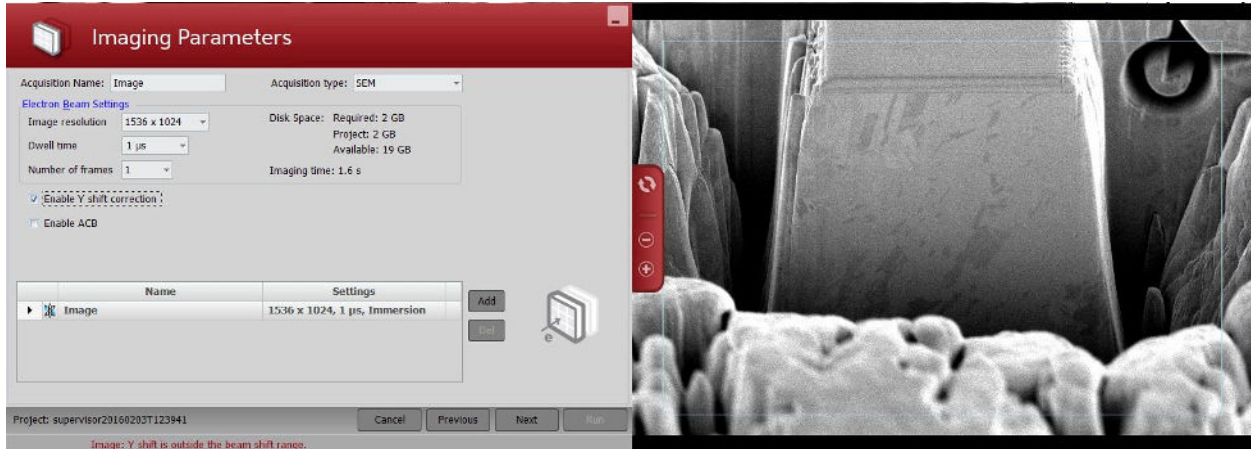 Imaging Parameters
Acquisition Name: Image
Acquisition type: SEM
Electron Beam Settings
Image resolution 1536 x 1024
Dwell time 1 µs
Number of frames 1
Disk Space: Required: 2 GB
Project: 2 GB
Available: 19 GB
Imaging time: 1.6 s
Enable Y shift correction
Enable ACB
Name Settings
Image 1536 x 1024, 1 µs, Immersion
Add
Del
e
Project: supervisor20160203T123941 Cancel Previous Next Run
Image: Y shift is outside the beam shift range.